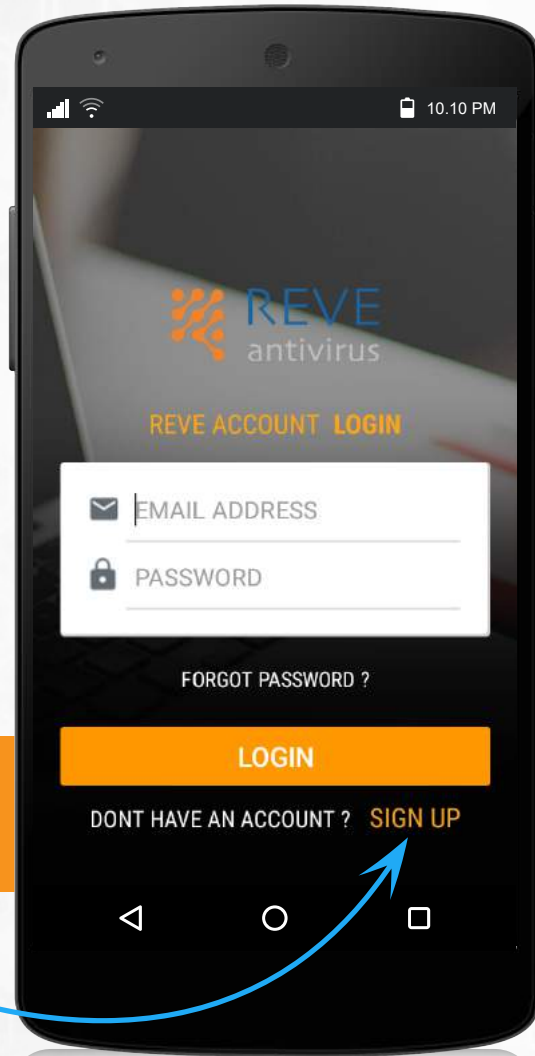 10.10 PM
REVE
antivirus
REVE ACCOUNT LOGIN
EMAIL ADDRESS
PASSWORD
FORGOT PASSWORD ?
LOGIN
DONT HAVE AN ACCOUNT ? SIGN UP